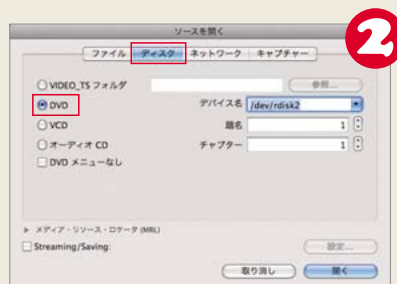 ソースを開く
2
ファイル ディスク ネットワーク キャプチャー
VIDEO_TS フォルダ 参照...
DVD デバイス名 /dev/rdisk2
VCD 題名 1
オーディオ CD チャプター 1
DVD メニューなし
メディア・リソース・ロケータ (MRL)
Streaming/Saving: 設定...
取り消し 開く